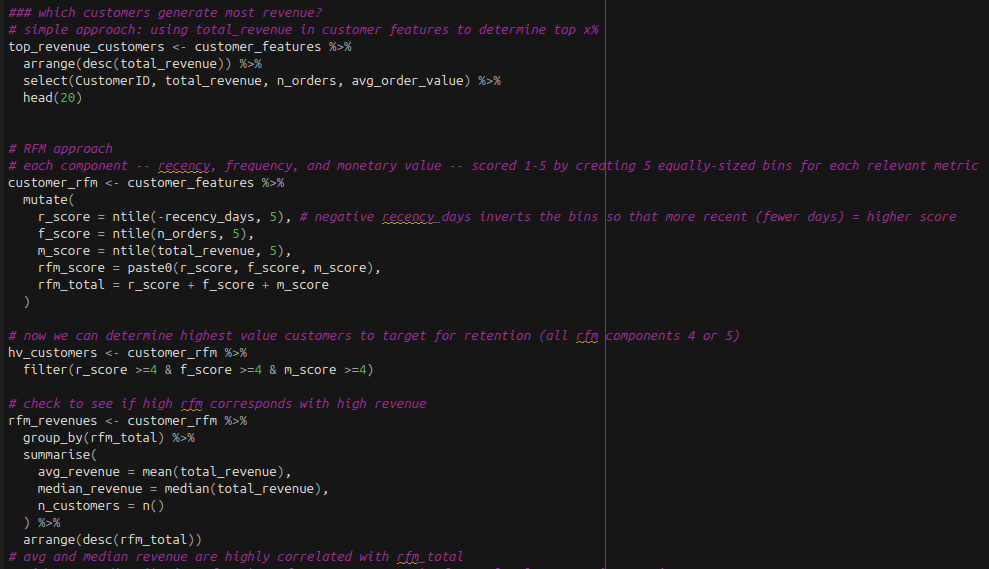 ### which customers generate most revenue?
# simple approach: using total_revenue in customer features to determine top x%
top_revenue_customers <- customer_features %>%
  arrange(desc(total_revenue)) %>%
  select(CustomerID, total_revenue, n_orders, avg_order_value) %>%
  head(20)
# RFM approach
# each component -- recency, frequency, and monetary value -- scored 1-5 by creating 5 equally-sized bins for each relevant metric
customer_rfm <- customer_features %>%
  mutate(
    r_score = ntile(-recency_days, 5), # negative recency_days inverts the bins so that more recent (fewer days) = higher score
    f_score = ntile(n_orders, 5),
    m_score = ntile(total_revenue, 5),
    rfm_score = paste0(r_score, f_score, m_score),
    rfm_total = r_score + f_score + m_score
  )
# now we can determine highest value customers to target for retention (all rfm components 4 or 5)
hv_customers <- customer_rfm %>%
  filter(r_score >=4 & f_score >=4 & m_score >=4)
# check to see if high rfm corresponds with high revenue
rfm_revenues <- customer_rfm %>%
  group_by(rfm_total) %>%
  summarise(
    avg_revenue = mean(total_revenue),
    median_revenue = median(total_revenue),
    n_customers = n()
  ) %>%
  arrange(desc(rfm_total))
# avg and median revenue are highly correlated with rfm_total